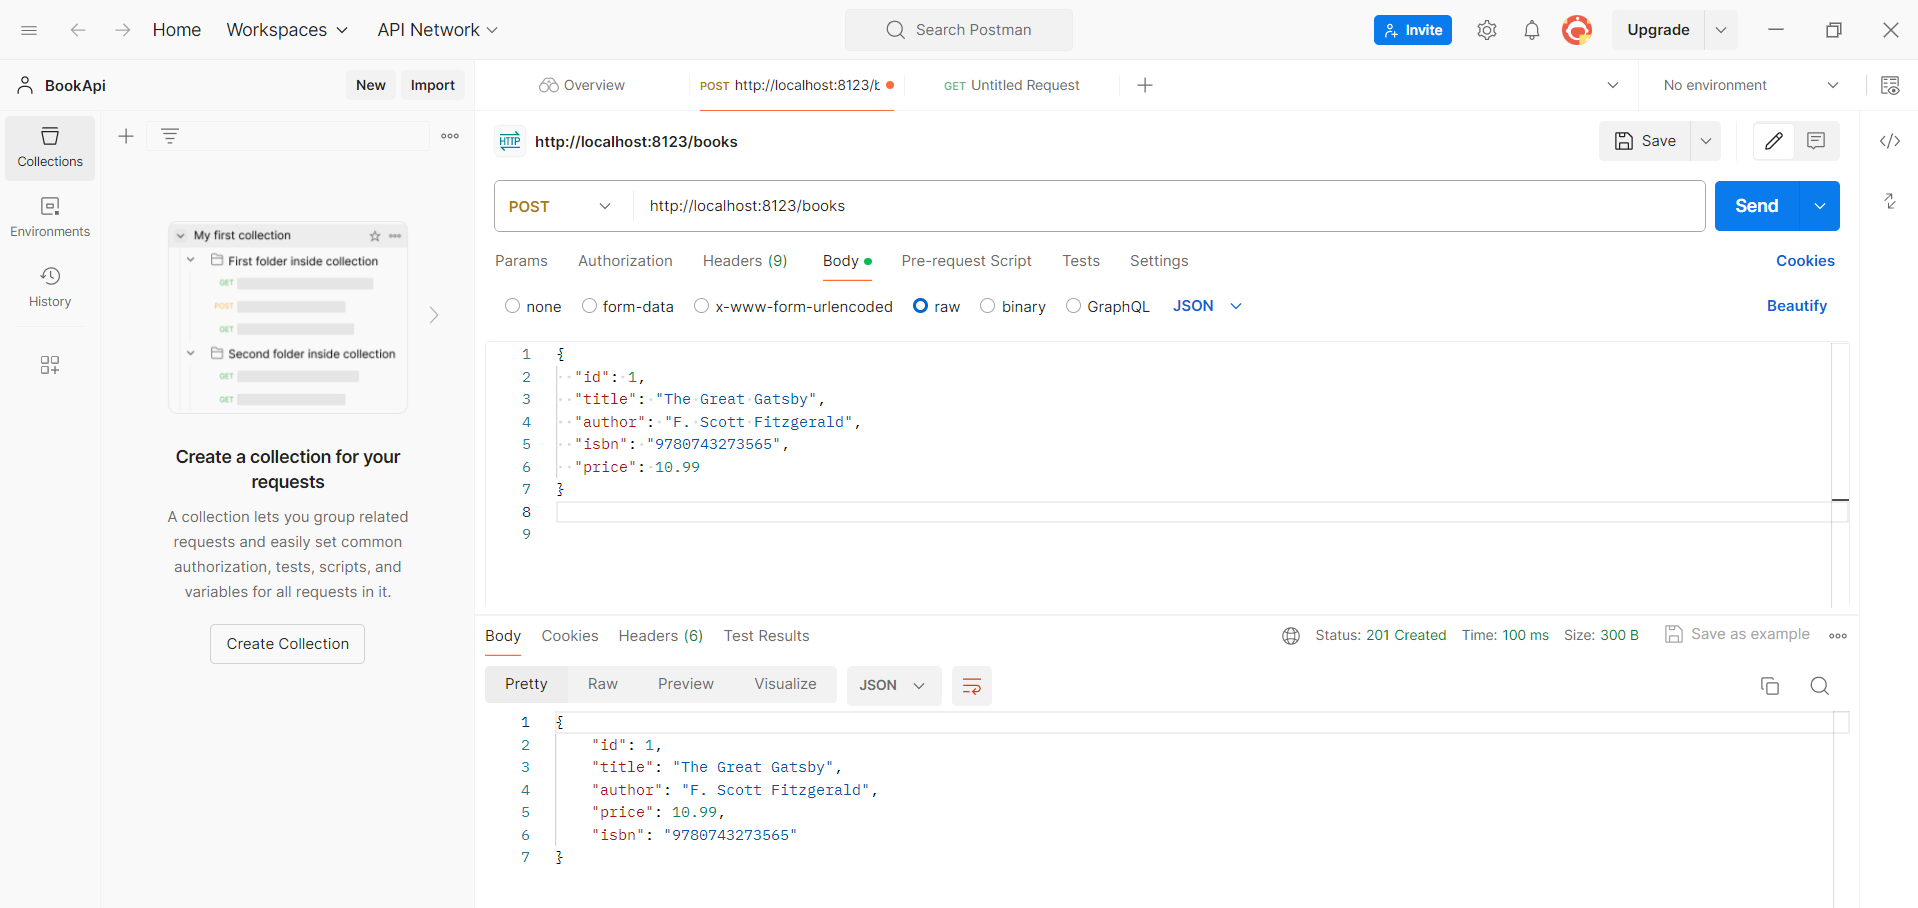 Home Workspaces API Network Search Postman Invite Upgrade
BookApi New Import Overview POST http://localhost:8123/b GET Untitled Request No environment
Collections
Environments
History
My first collection
First folder inside collection
GET
POST
GET
Second folder inside collection
GET
GET
Create a collection for your
requests
A collection lets you group related
requests and easily set common
authorization, tests, scripts, and
variables for all requests in it.
Create Collection
HTTP http://localhost:8123/books Save
POST http://localhost:8123/books Send
Params Authorization Headers (9) Body Pre-request Script Tests Settings Cookies
none form-data x-www-form-urlencoded raw binary GraphQL JSON Beautify
1 {
2 "id": 1,
3 "title": "The Great Gatsby",
4 "author": "F. Scott Fitzgerald",
5 "isbn": "9780743273565",
6 "price": 10.99
7 }
8
9
Body Cookies Headers (6) Test Results Status: 201 Created Time: 100 ms Size: 300 B Save as example
Pretty Raw Preview Visualize JSON
1 {
2 "id": 1,
3 "title": "The Great Gatsby",
4 "author": "F. Scott Fitzgerald",
5 "price": 10.99,
6 "isbn": "9780743273565"
7 }